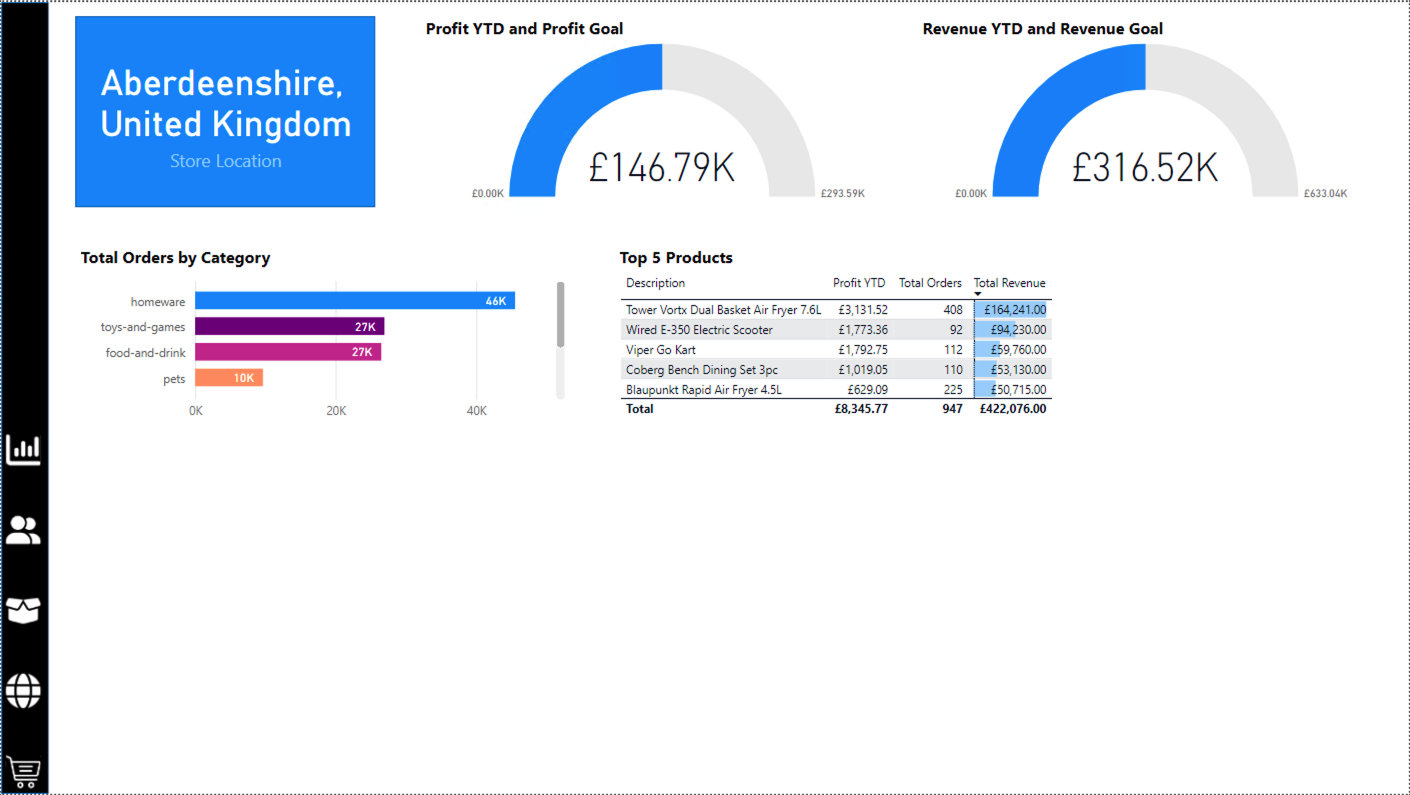 Aberdeenshire,
United Kingdom
Store Location
Profit YTD and Profit Goal
£146.79K
£0.00K
£293.59K
Revenue YTD and Revenue Goal
£316.52K
£0.00K
£633.04K
Total Orders by Category
homeware 46K
toys-and-games 27K
food-and-drink 27K
pets 10K
0K 20K 40K
Top 5 Products
Description Profit YTD Total Orders Total Revenue
Tower Vortx Dual Basket Air Fryer 7.6L £3,131.52 408 £164,241.00
Wired E-350 Electric Scooter £1,773.36 92 £94,230.00
Viper Go Kart £1,792.75 112 £59,760.00
Coberg Bench Dining Set 3pc £1,019.05 110 £53,130.00
Blaupunkt Rapid Air Fryer 4.5L £629.09 225 £50,715.00
Total £8,345.77 947 £422,076.00